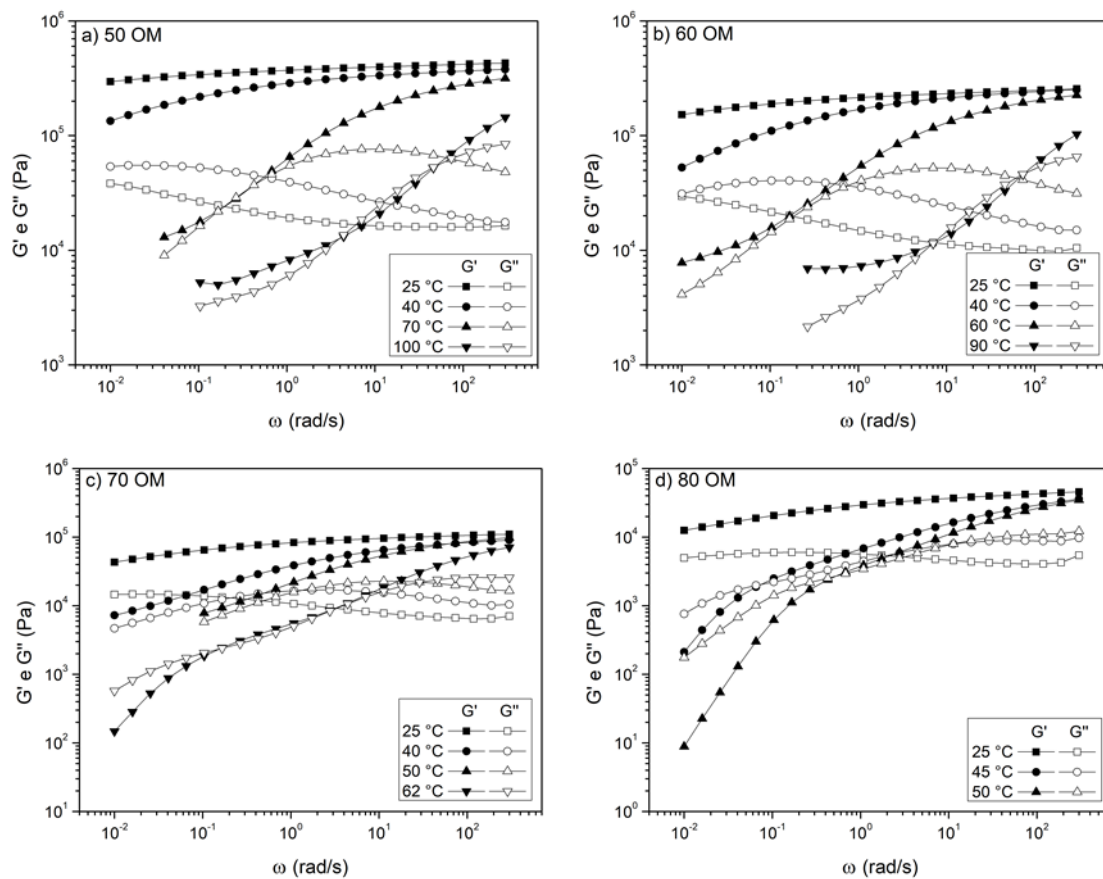 a) 50 OM
10⁶
10⁵
10⁴
10³
G' e G'' (Pa)
G' G''
25 °C
40 °C
70 °C
100 °C
10⁻² 10⁻¹ 10⁰ 10¹ 10²
ω (rad/s)
b) 60 OM
10⁶
10⁵
10⁴
10³
G' e G'' (Pa)
G' G''
25 °C
40 °C
60 °C
90 °C
10⁻² 10⁻¹ 10⁰ 10¹ 10²
ω (rad/s)
c) 70 OM
10⁶
10⁵
10⁴
10³
10²
10¹
G' e G'' (Pa)
G' G''
25 °C
40 °C
50 °C
62 °C
10⁻² 10⁻¹ 10⁰ 10¹ 10²
ω (rad/s)
d) 80 OM
10⁵
10⁴
10³
10²
10¹
10⁰
G' e G'' (Pa)
G' G''
25 °C
45 °C
50 °C
10⁻² 10⁻¹ 10⁰ 10¹ 10²
ω (rad/s)